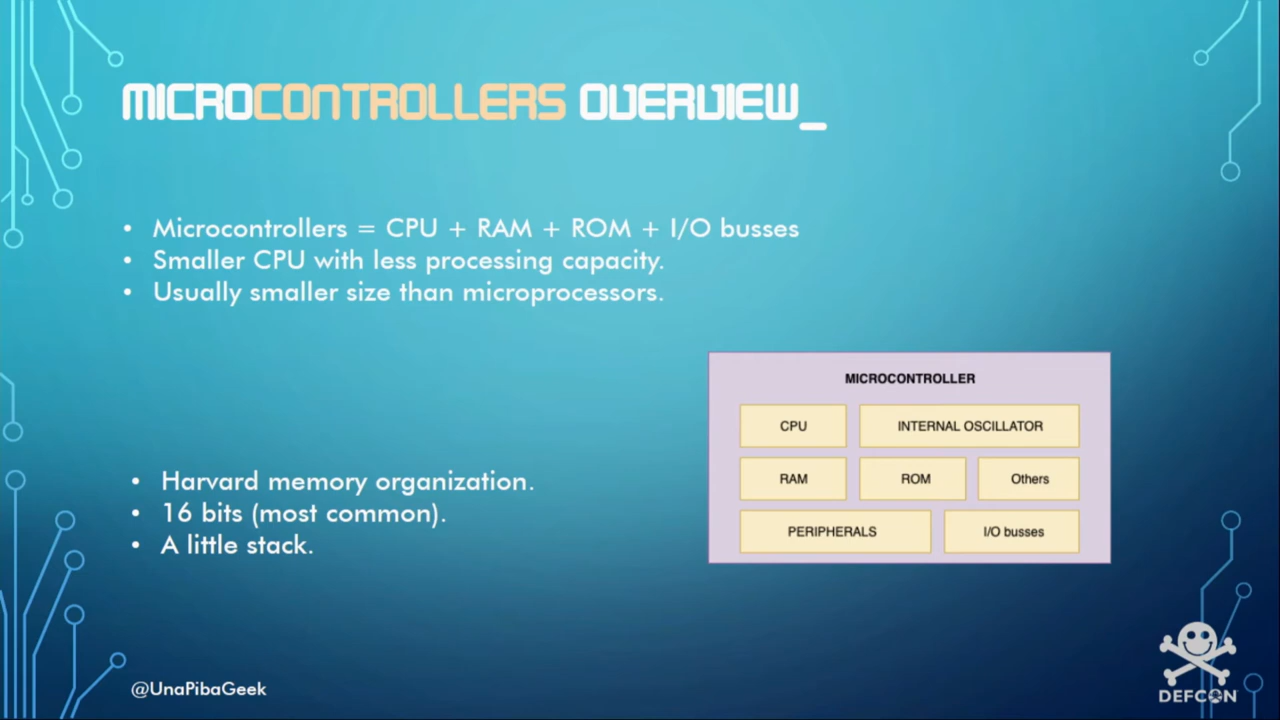 MICROCONTROLLERS OVERVIEW_
• Microcontrollers = CPU + RAM + ROM + I/O busses
• Smaller CPU with less processing capacity.
• Usually smaller size than microprocessors.
MICROCONTROLLER
CPU
INTERNAL OSCILLATOR
RAM
ROM
Others
PERIPHERALS
I/O busses
• Harvard memory organization.
• 16 bits (most common).
• A little stack.
@UnaPibaGeek
DEFCON